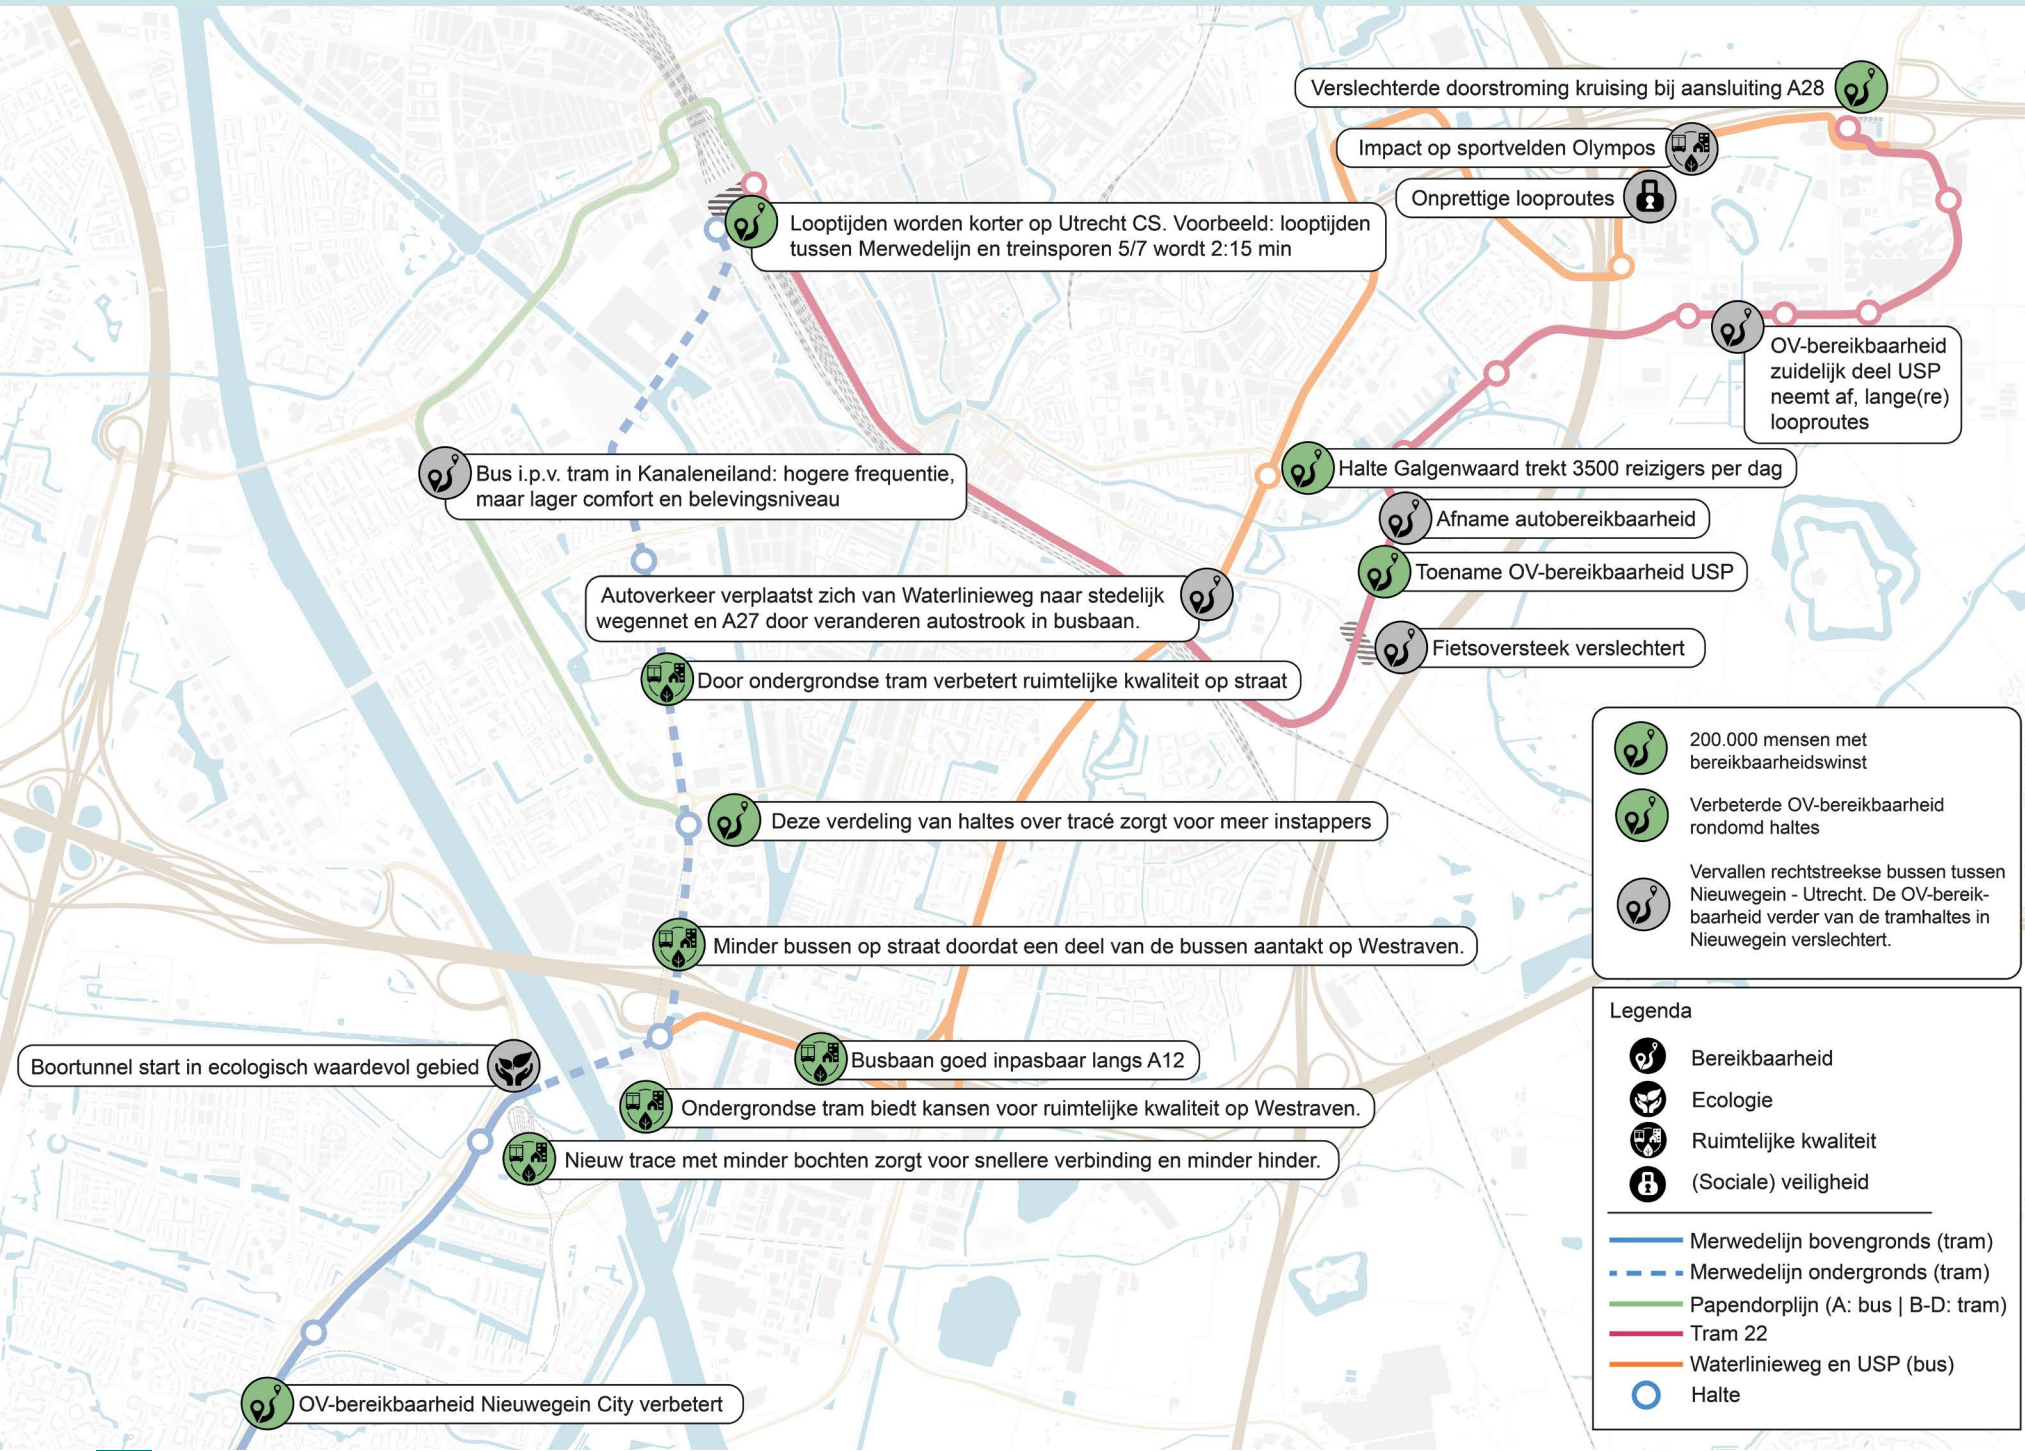 Verslechterde doorstroming kruising bij aansluiting A28
Impact op sportvelden Olympos
Onprettige looproutes
Looptijden worden korter op Utrecht CS. Voorbeeld: looptijden
tussen Merwedelijn en treinsporen 5/7 wordt 2:15 min
OV-bereikbaarheid
zuidelijk deel USP
neemt af, lange(re)
looproutes
Bus i.p.v. tram in Kanaleneiland: hogere frequentie,
maar lager comfort en belevingsniveau
Halte Galgenwaard trekt 3500 reizigers per dag
Afname autobereikbaarheid
Toename OV-bereikbaarheid USP
Autoverkeer verplaatst zich van Waterlinieweg naar stedelijk
wegennet en A27 door veranderen autostrook in busbaan.
Fietsoversteek verslechtert
Door ondergrondse tram verbetert ruimtelijke kwaliteit op straat
Deze verdeling van haltes over tracé zorgt voor meer instappers
Minder bussen op straat doordat een deel van de bussen aantakt op Westraven.
Boortunnel start in ecologisch waardevol gebied
Busbaan goed inpasbaar langs A12
Ondergrondse tram biedt kansen voor ruimtelijke kwaliteit op Westraven.
Nieuw trace met minder bochten zorgt voor snellere verbinding en minder hinder.
OV-bereikbaarheid Nieuwegein City verbetert
200.000 mensen met
bereikbaarheidswinst
Verbeterde OV-bereikbaarheid
rondomd haltes
Vervallen rechtstreekse bussen tussen
Nieuwegein - Utrecht. De OV-bereik-
baarheid verder van de tramhaltes in
Nieuwegein verslechtert.
Legenda
Bereikbaarheid
Ecologie
Ruimtelijke kwaliteit
(Sociale) veiligheid
Merwedelijn bovengronds (tram)
Merwedelijn ondergronds (tram)
Papendorplijn (A: bus | B-D: tram)
Tram 22
Waterlinieweg en USP (bus)
Halte